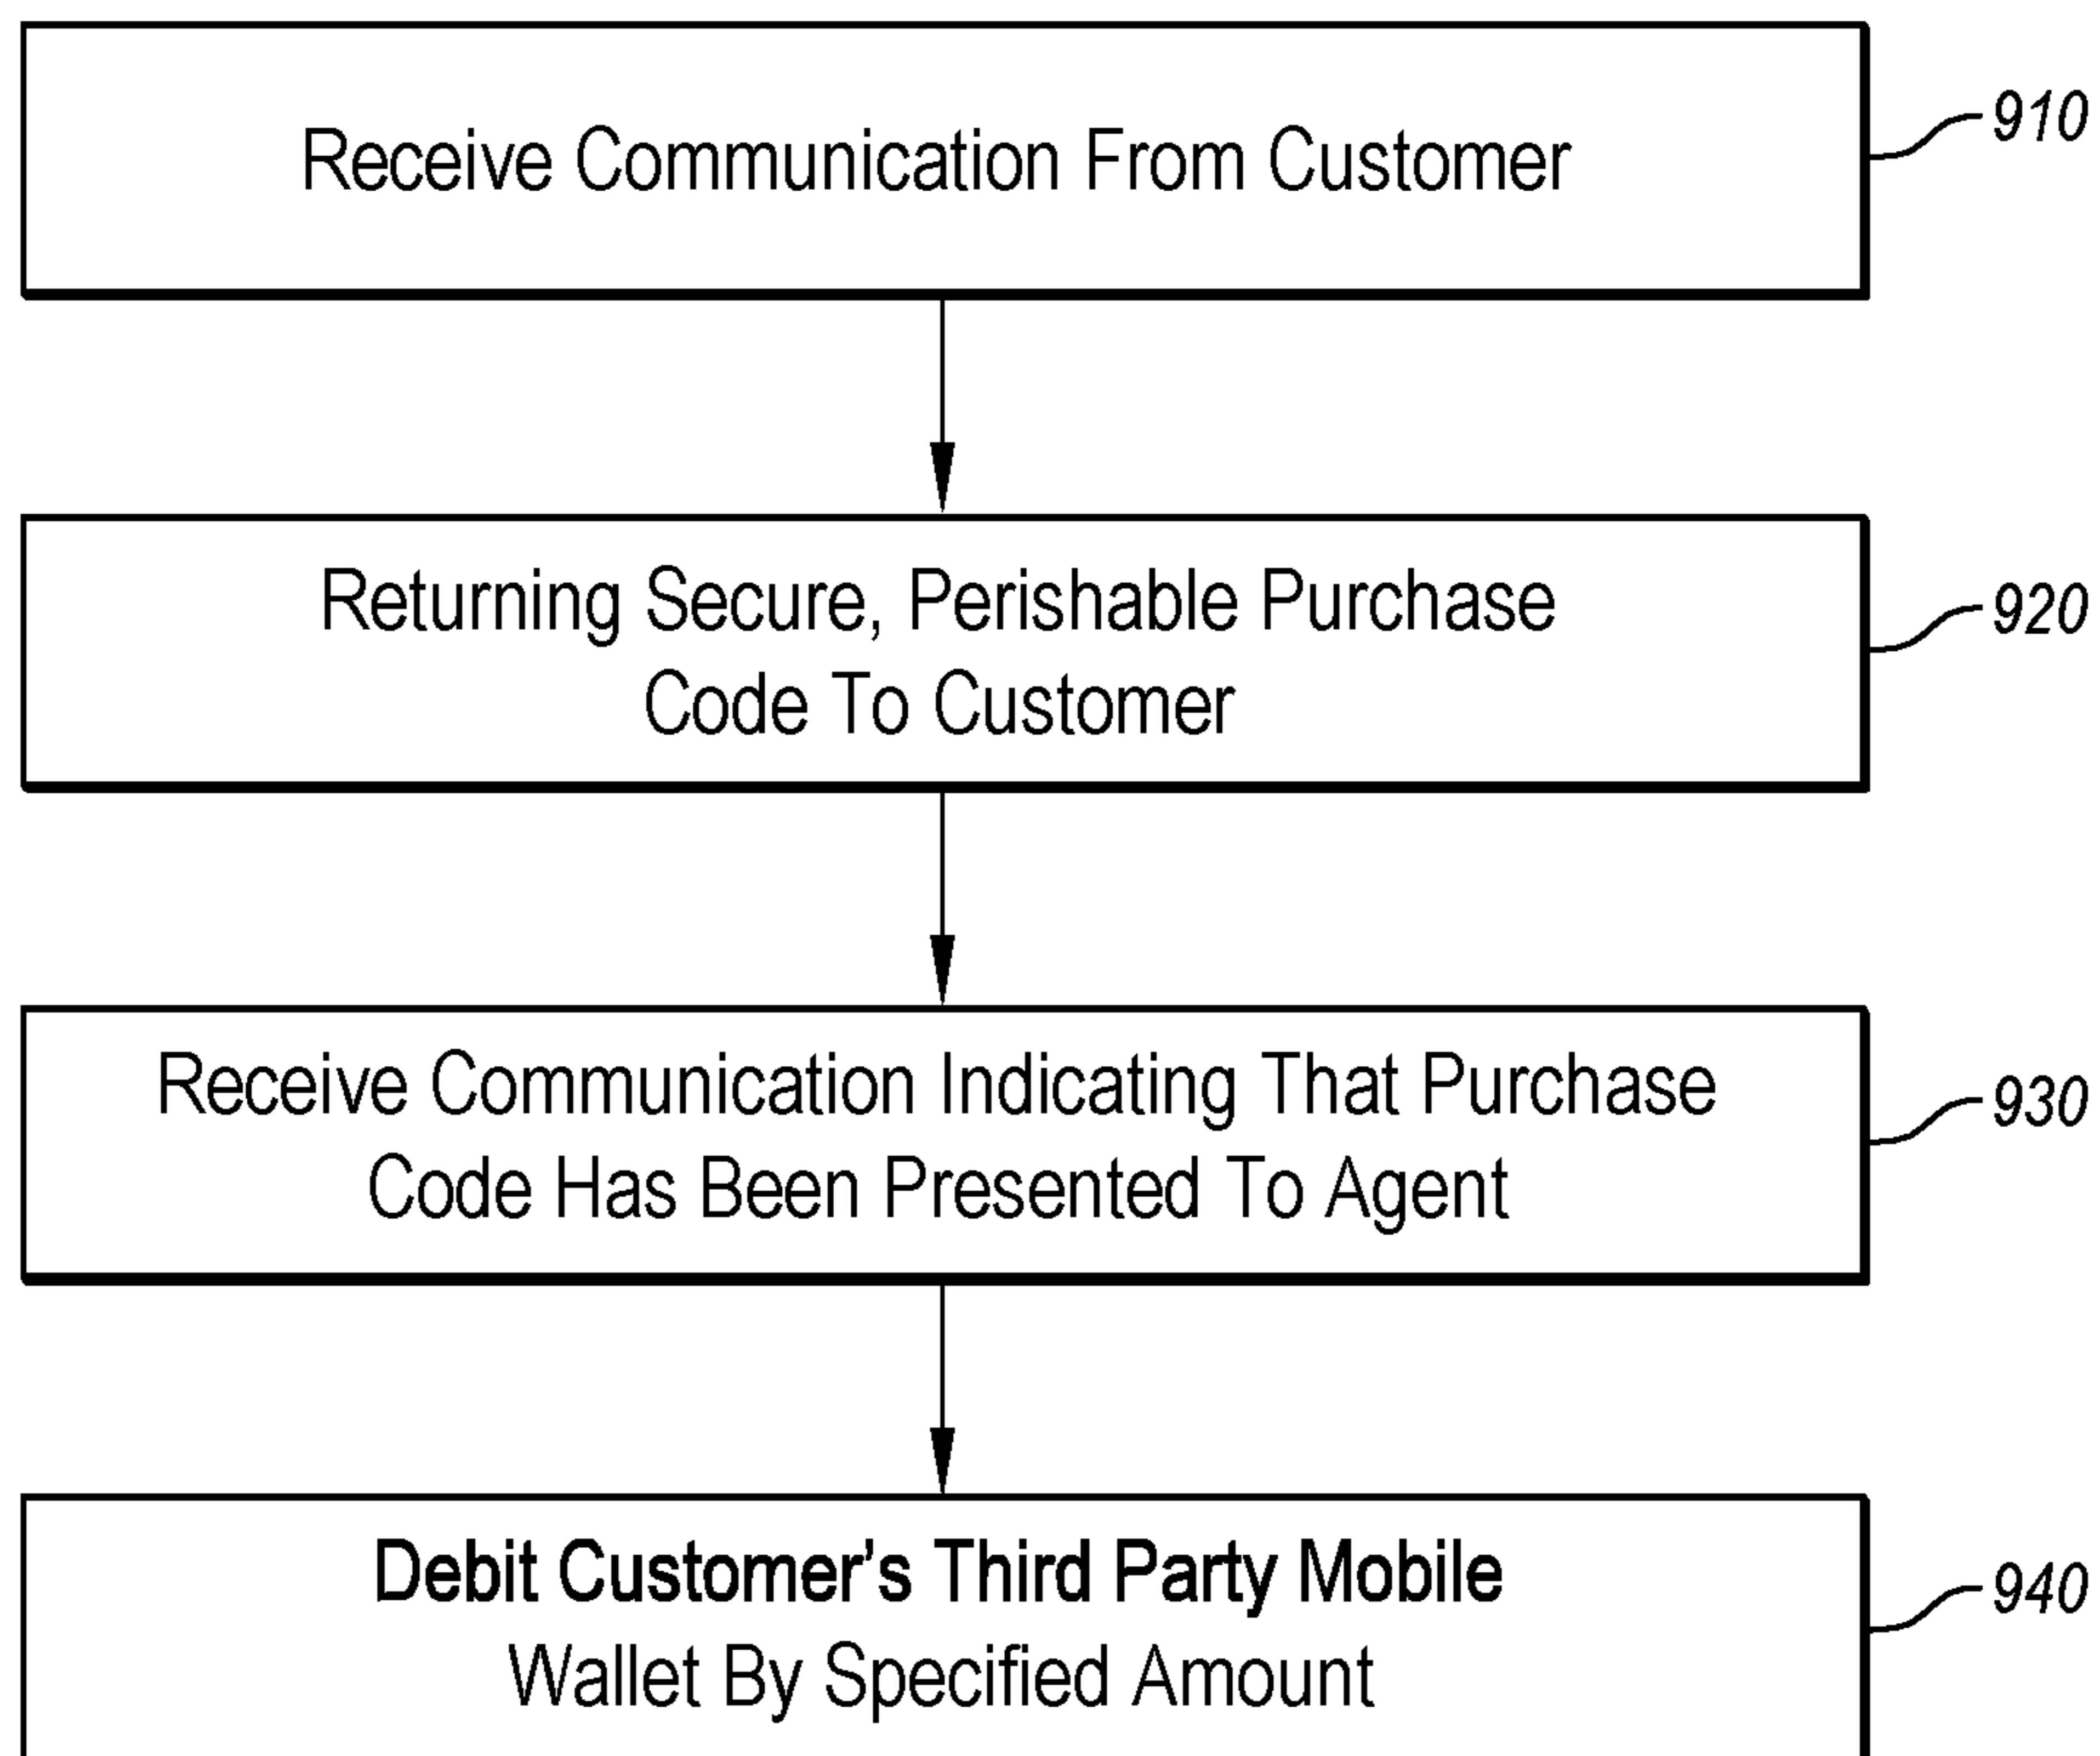 Receive Communication From Customer
910
Returning Secure, Perishable Purchase
Code To Customer
920
Receive Communication Indicating That Purchase
Code Has Been Presented To Agent
930
Debit Customer’s Third Party Mobile
Wallet By Specified Amount
940